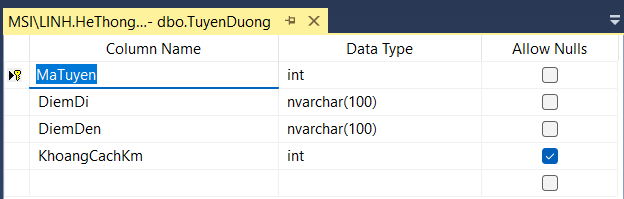 MSI\LINH.HeThong...- dbo.TuyenDuong
Column Name Data Type Allow Nulls
MaTuyen int
DiemDi nvarchar(100)
DiemDen nvarchar(100)
KhoangCachKm int